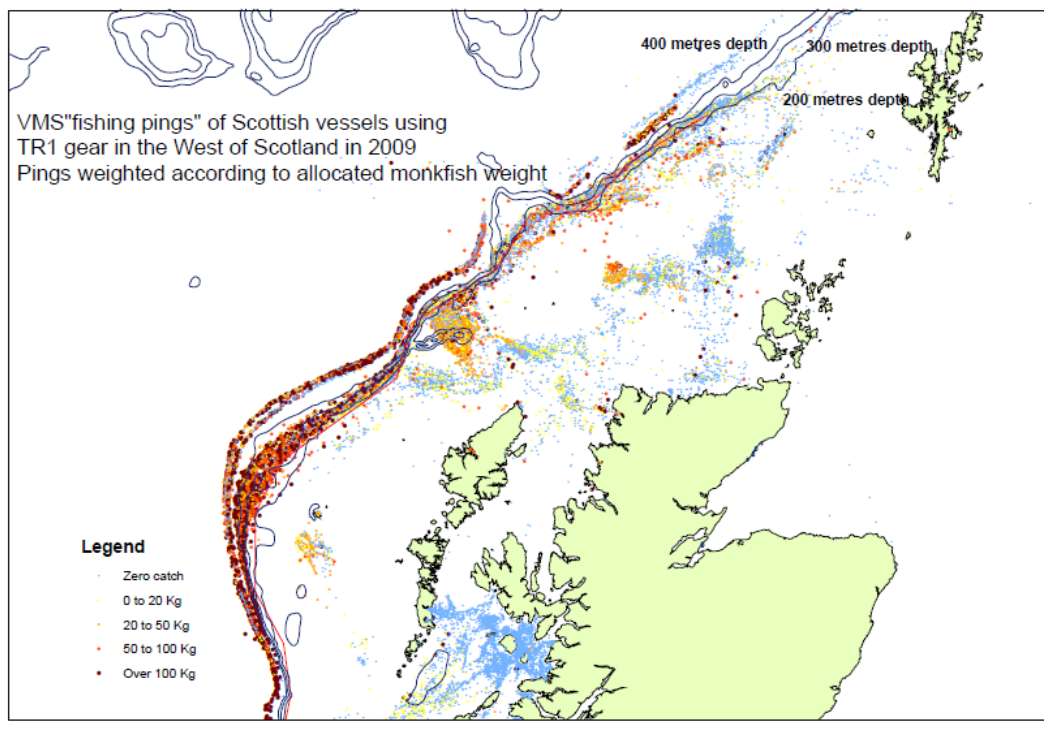 400 metres depth
300 metres depth
200 metres depth
VMS"fishing pings" of Scottish vessels using
TR1 gear in the West of Scotland in 2009
Pings weighted according to allocated monkfish weight
Legend
Zero catch
0 to 20 Kg
20 to 50 Kg
50 to 100 Kg
Over 100 Kg